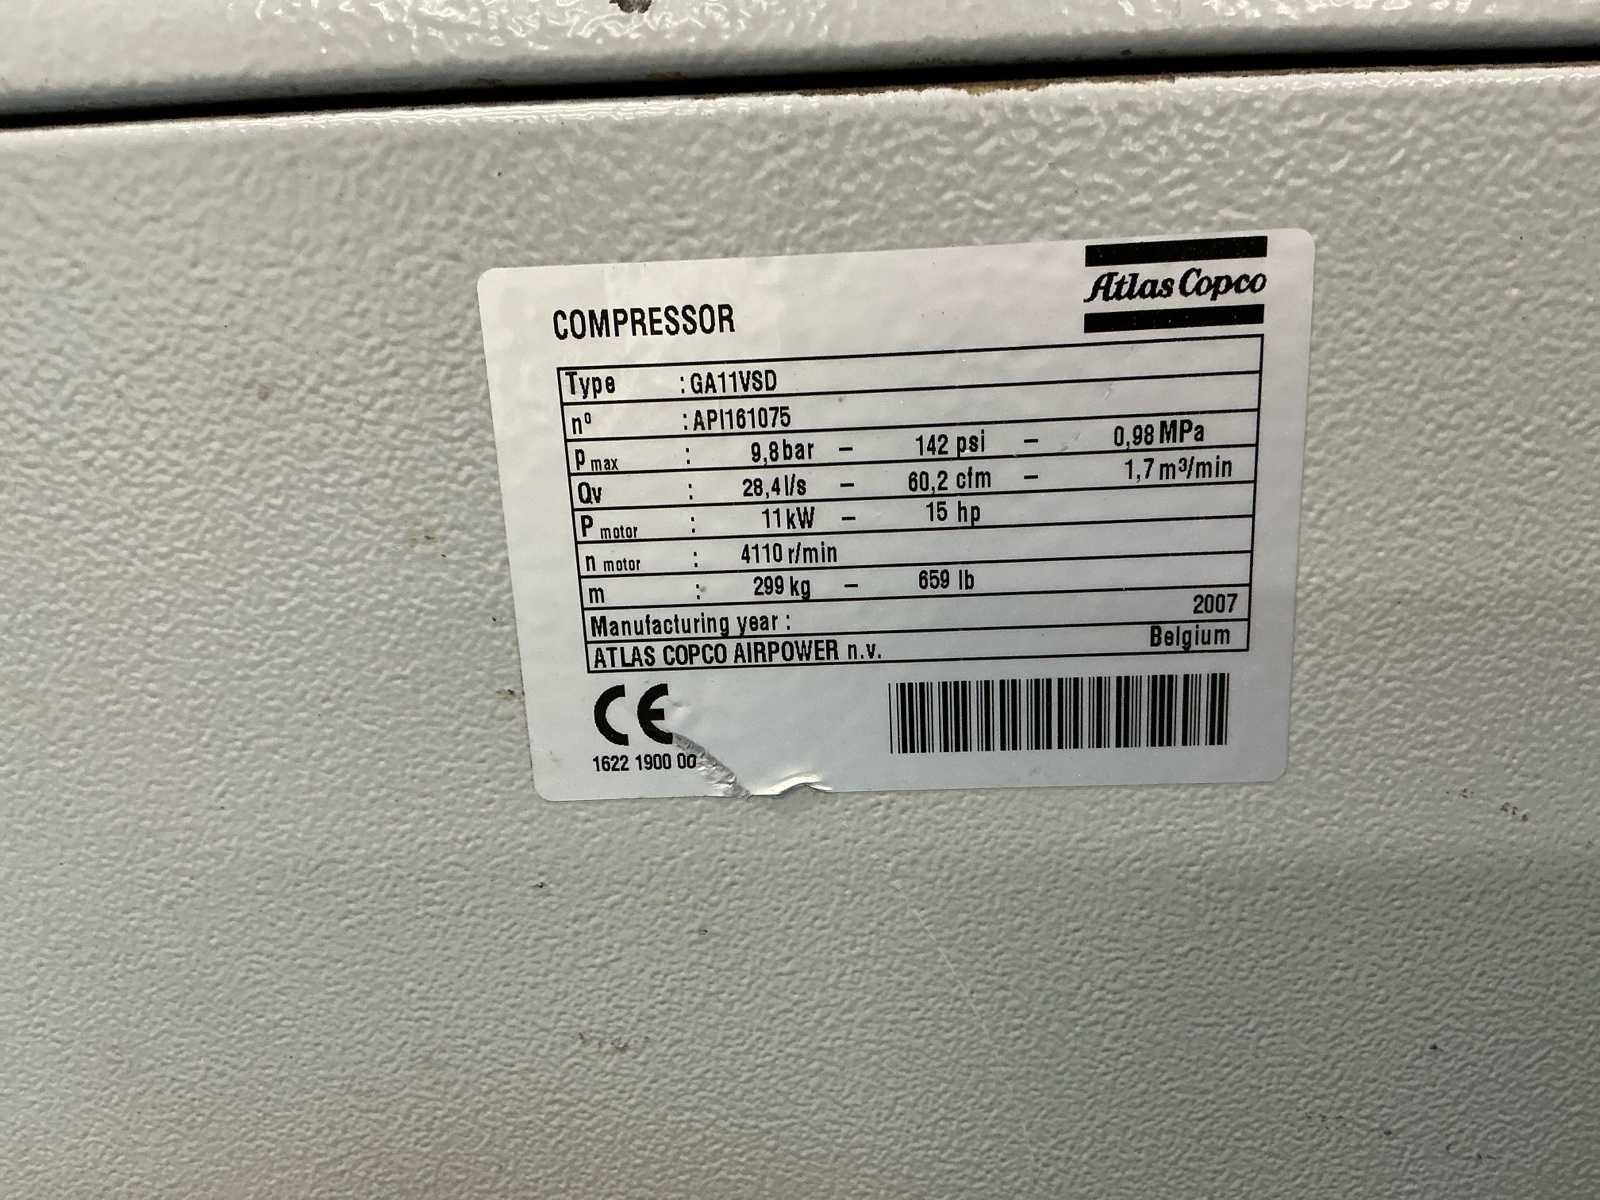 Atlas Copco
COMPRESSOR
Type : GA11VSD
nº : API161075
P max : 9,8 bar – 142 psi – 0,98 MPa
Qv : 28,4 l/s – 60,2 cfm – 1,7 m³/min
P motor : 11 kW – 15 hp
n motor : 4110 r/min
m : 299 kg – 659 lb
Manufacturing year : 2007
ATLAS COPCO AIRPOWER n.v. Belgium
CE
1622 1900 00